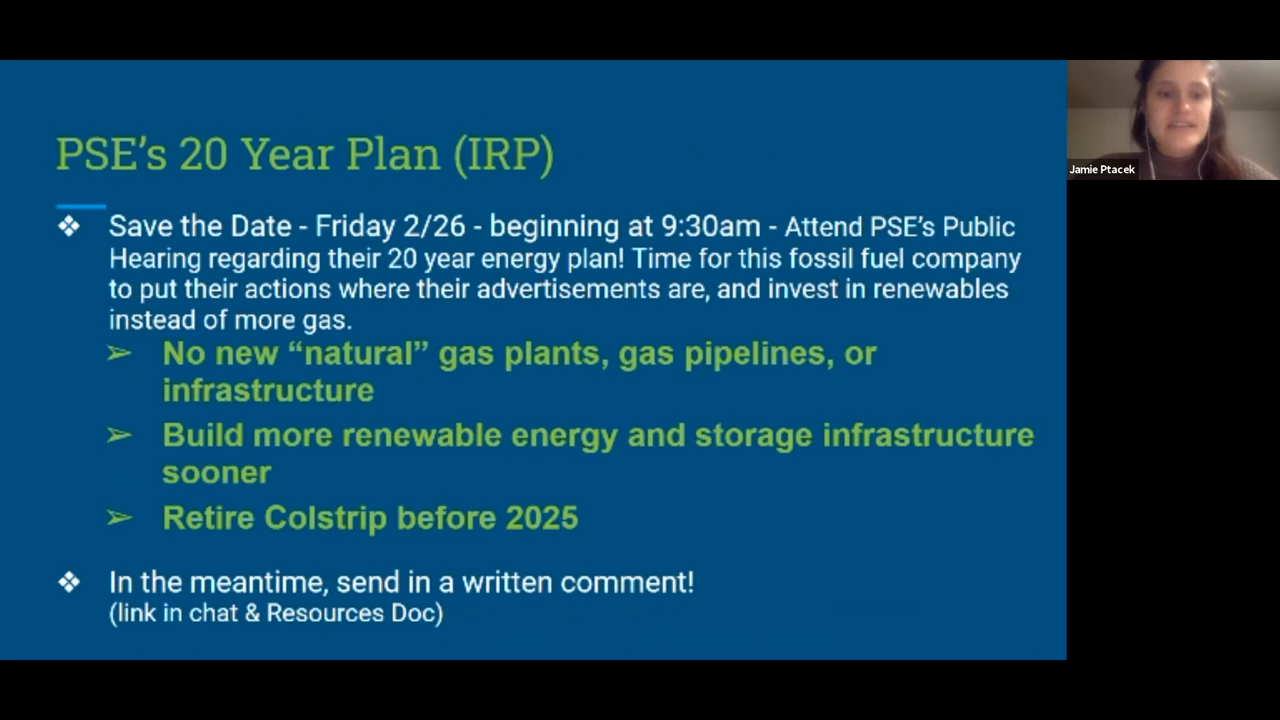 PSE's 20 Year Plan (IRP)
❖ Save the Date - Friday 2/26 - beginning at 9:30am - Attend PSE's Public
Hearing regarding their 20 year energy plan! Time for this fossil fuel company
to put their actions where their advertisements are, and invest in renewables
instead of more gas.
➢ No new “natural” gas plants, gas pipelines, or
infrastructure
➢ Build more renewable energy and storage infrastructure
sooner
➢ Retire Colstrip before 2025
❖ In the meantime, send in a written comment!
(link in chat & Resources Doc)
Jamie Ptacek